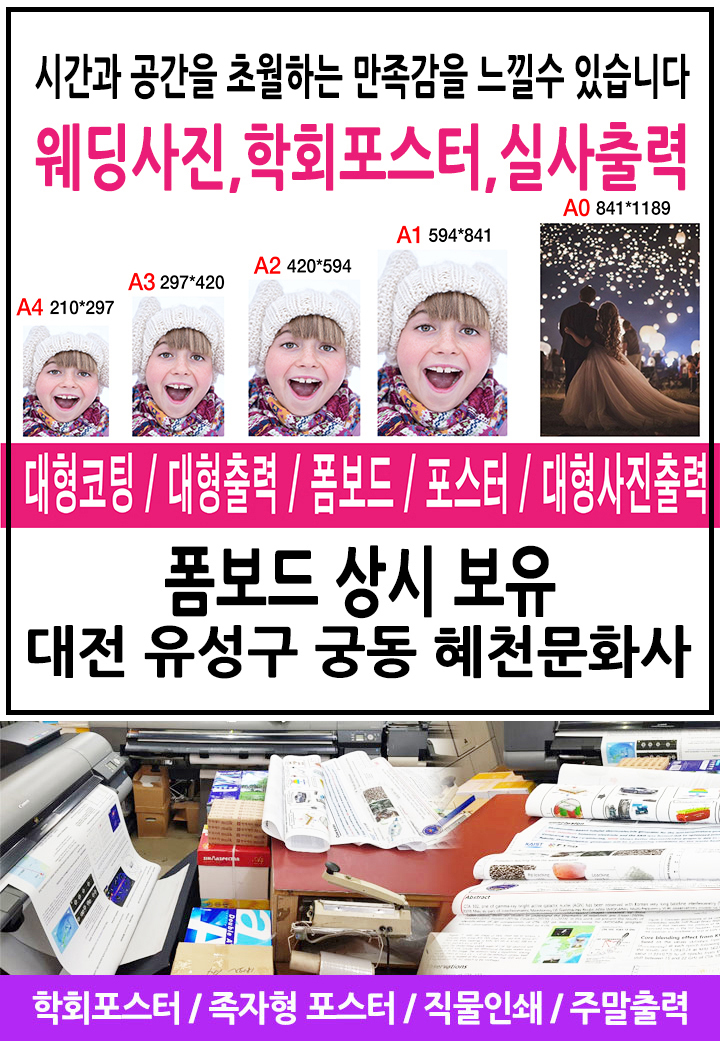 시간과 공간을 초월하는 만족감을 느낄수 있습니다
웨딩사진,학회포스터,실사출력
A4 210*297
A3 297*420
A2 420*594
A1 594*841
A0 841*1189
대형코팅 / 대형출력 / 폼보드 / 포스터 / 대형사진출력
폼보드 상시 보유
대전 유성구 궁동 혜천문화사
Canon
Double A
KAIST
Abstract
학회포스터 / 족자형 포스터 / 직물인쇄 / 주말출력